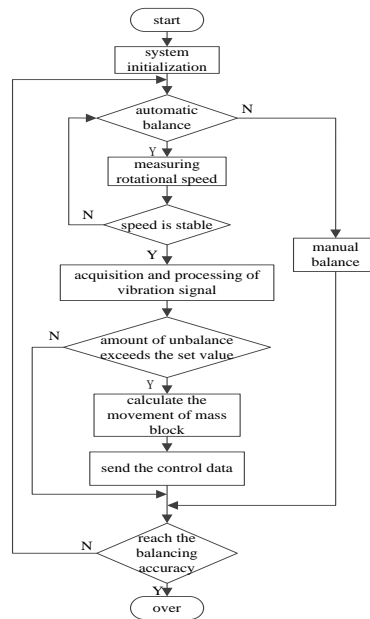 start
system
initialization
automatic
balance
N
Y
measuring
rotational speed
N
speed is stable
manual
balance
Y
acquisition and processing of
vibration signal
N
amount of unbalance
exceeds the set value
Y
calculate the
movement of mass
block
send the control data
N
reach the
balancing
accuracy
Y
over